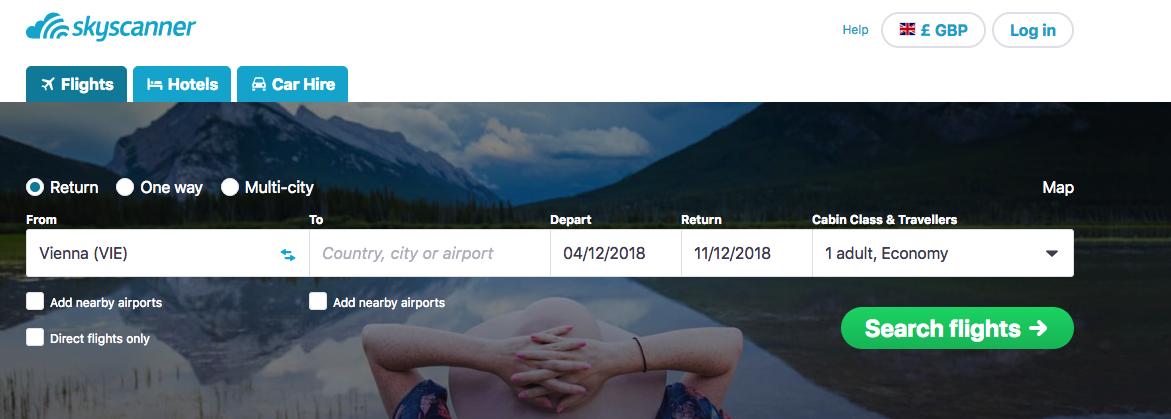 skyscanner
Help £ GBP Log in
Flights Hotels Car Hire
Return One way Multi-city Map
From To Depart Return Cabin Class & Travellers
Vienna (VIE) Country, city or airport 04/12/2018 11/12/2018 1 adult, Economy
Add nearby airports Add nearby airports
Direct flights only Search flights